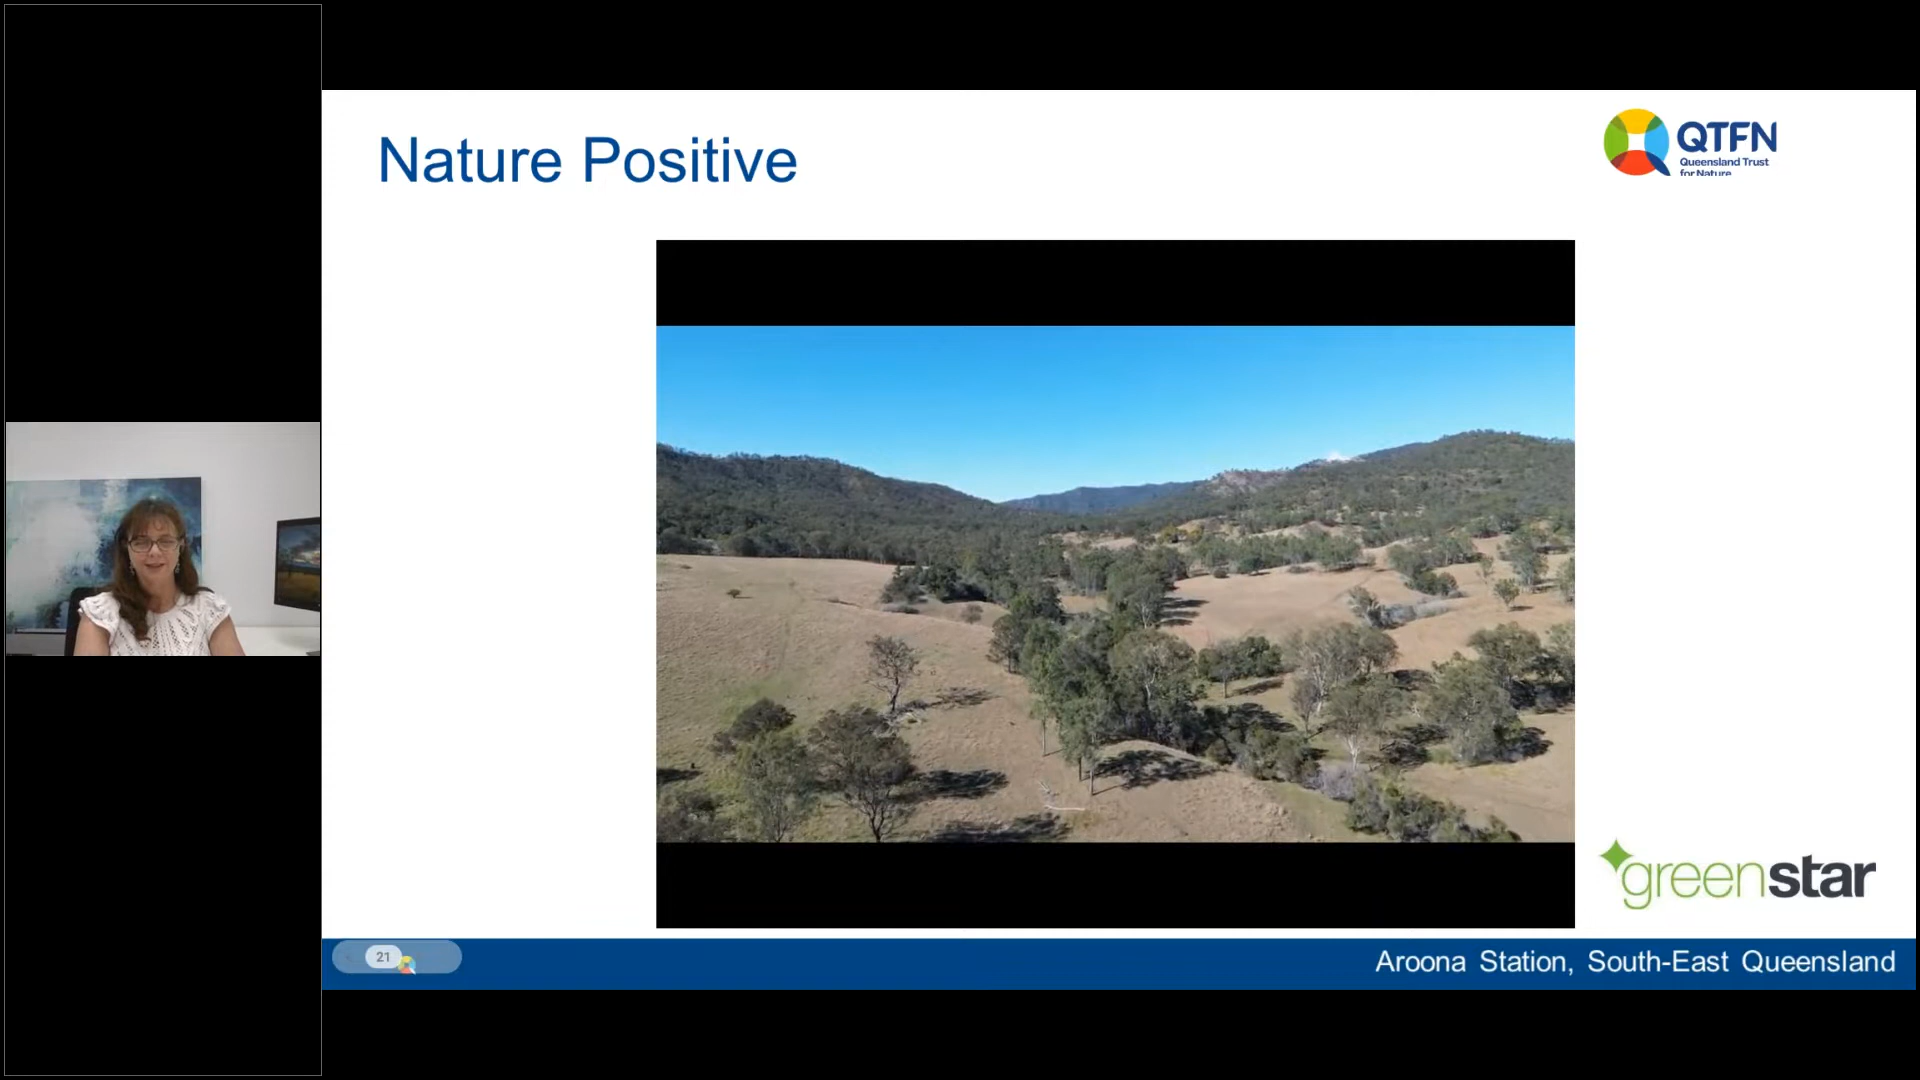 Nature Positive
QTFN
Queensland Trust
for Nature
greenstar
21
Aroona Station, South-East Queensland